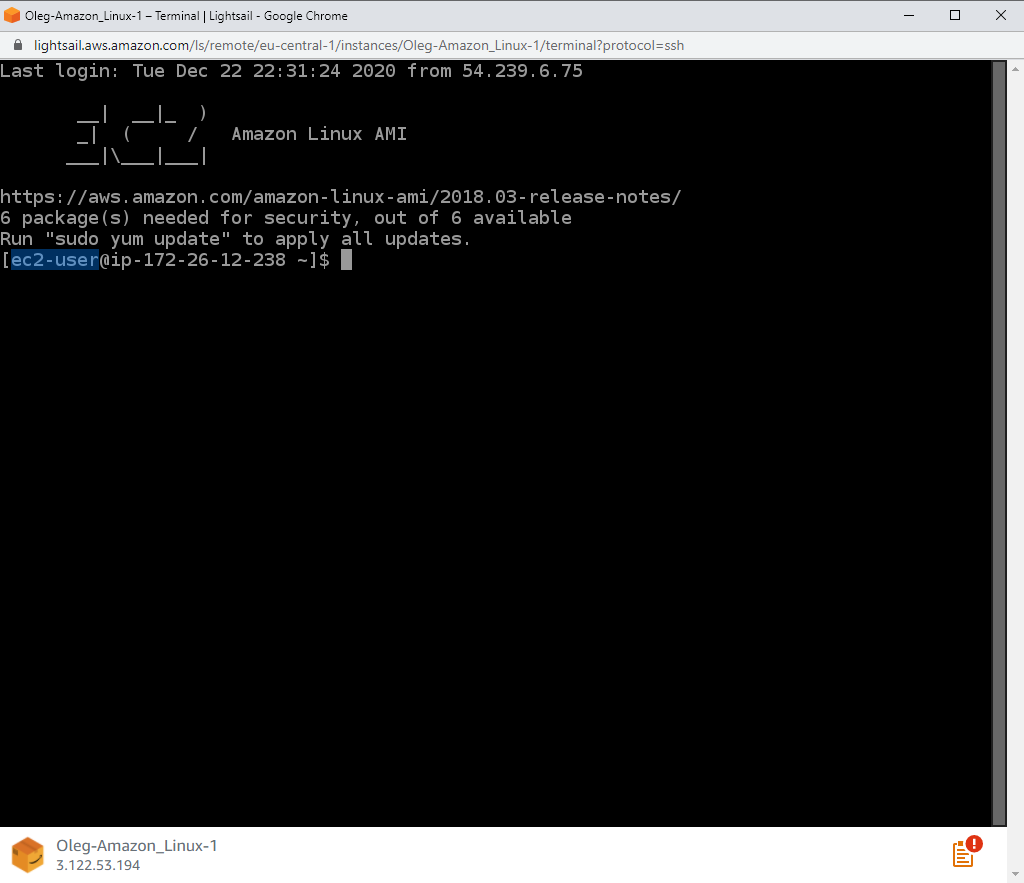 Oleg-Amazon_Linux-1 – Terminal | Lightsail - Google Chrome
lightsail.aws.amazon.com/ls/remote/eu-central-1/instances/Oleg-Amazon_Linux-1/terminal?protocol=ssh
Last login: Tue Dec 22 22:31:24 2020 from 54.239.6.75
       __|  __|_  )
       _|  (     /   Amazon Linux AMI
      ___|\___|___|
https://aws.amazon.com/amazon-linux-ami/2018.03-release-notes/
6 package(s) needed for security, out of 6 available
Run "sudo yum update" to apply all updates.
[ec2-user@ip-172-26-12-238 ~]$
Oleg-Amazon_Linux-1
3.122.53.194